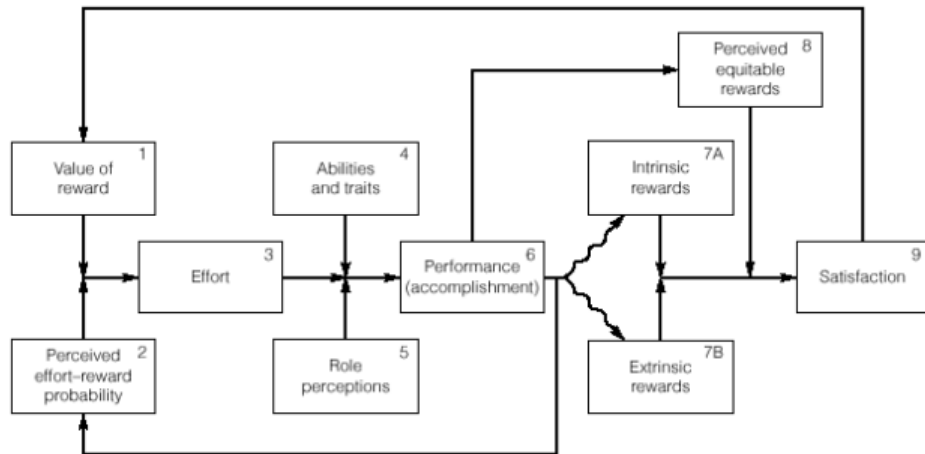 8
Perceived
equitable
rewards
1
Value of
reward
4
Abilities
and traits
7A
Intrinsic
rewards
3
Effort
6
Performance
(accomplishment)
9
Satisfaction
2
Perceived
effort–reward
probability
5
Role
perceptions
7B
Extrinsic
rewards